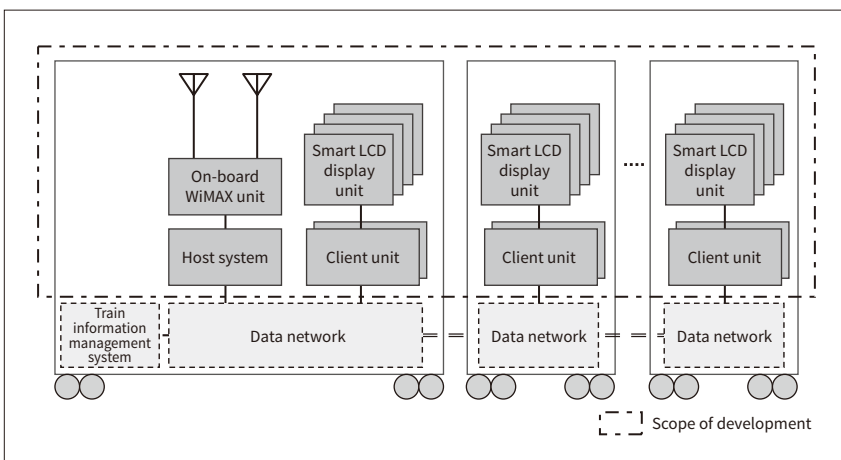 Smart LCD
display
unit
Smart LCD
display
unit
Smart LCD
display
unit
On-board
WiMAX unit
Host system
Client unit
Client unit
Client unit
Train
information
management
system
Data network
Data network
Data network
Scope of development